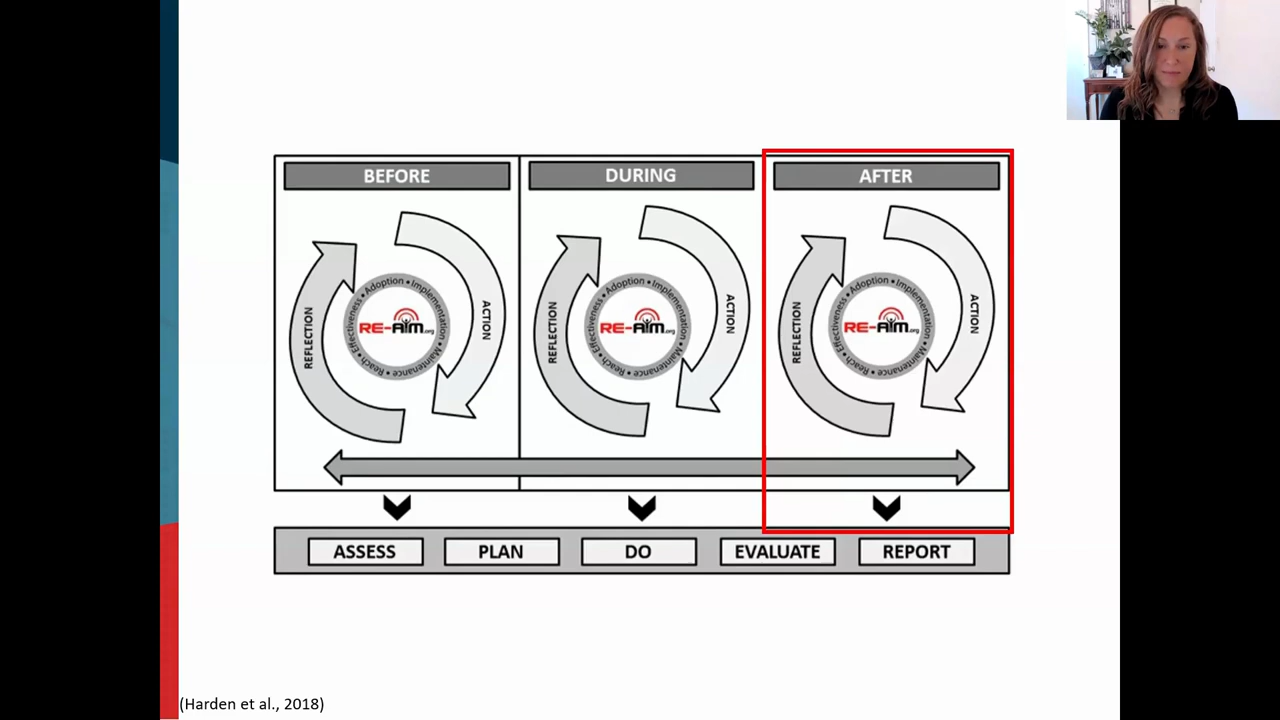 BEFORE
DURING
AFTER
REFLECTION
ACTION
Reach • Effectiveness • Adoption • Implementation • Maintenance •
RE-AIM.org
REFLECTION
ACTION
Reach • Effectiveness • Adoption • Implementation • Maintenance •
RE-AIM.org
REFLECTION
ACTION
Reach • Effectiveness • Adoption • Implementation • Maintenance •
RE-AIM.org
ASSESS
PLAN
DO
EVALUATE
REPORT
(Harden et al., 2018)